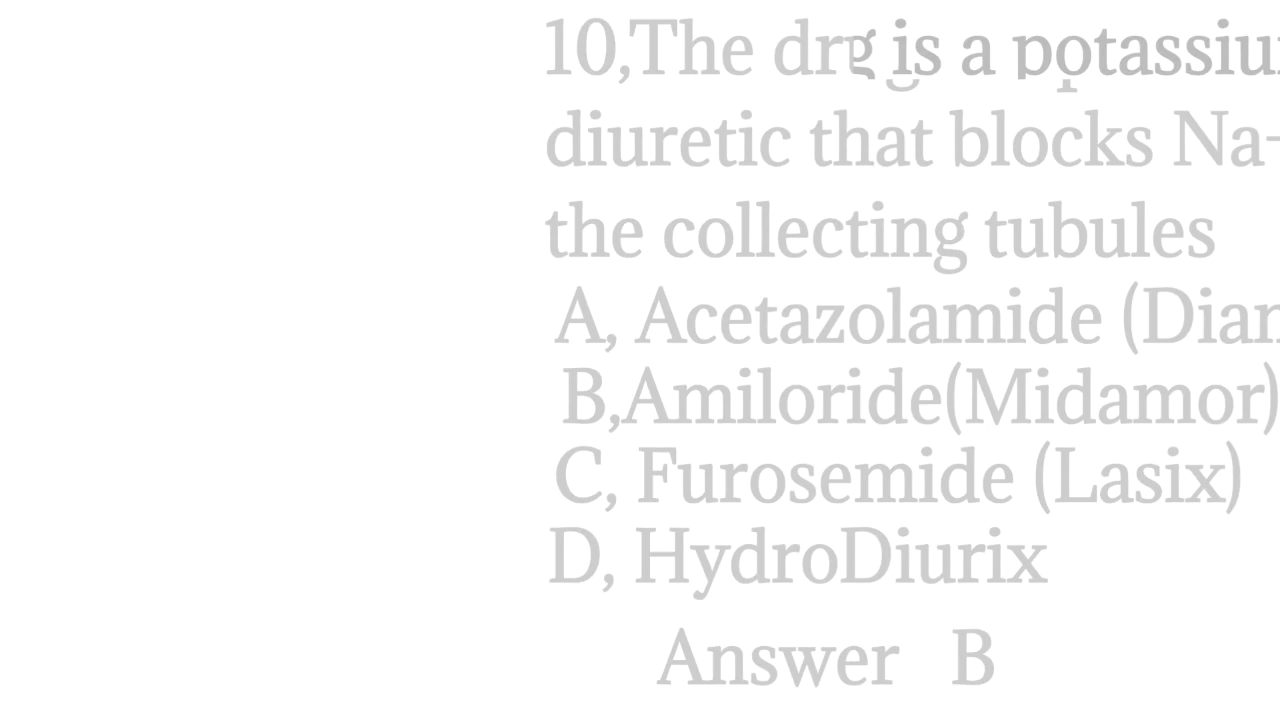 10,The drg is a potassiu
diuretic that blocks Na-
the collecting tubules
A, Acetazolamide (Diam
B,Amiloride(Midamor)
C, Furosemide (Lasix)
D, HydroDiurix
Answer B